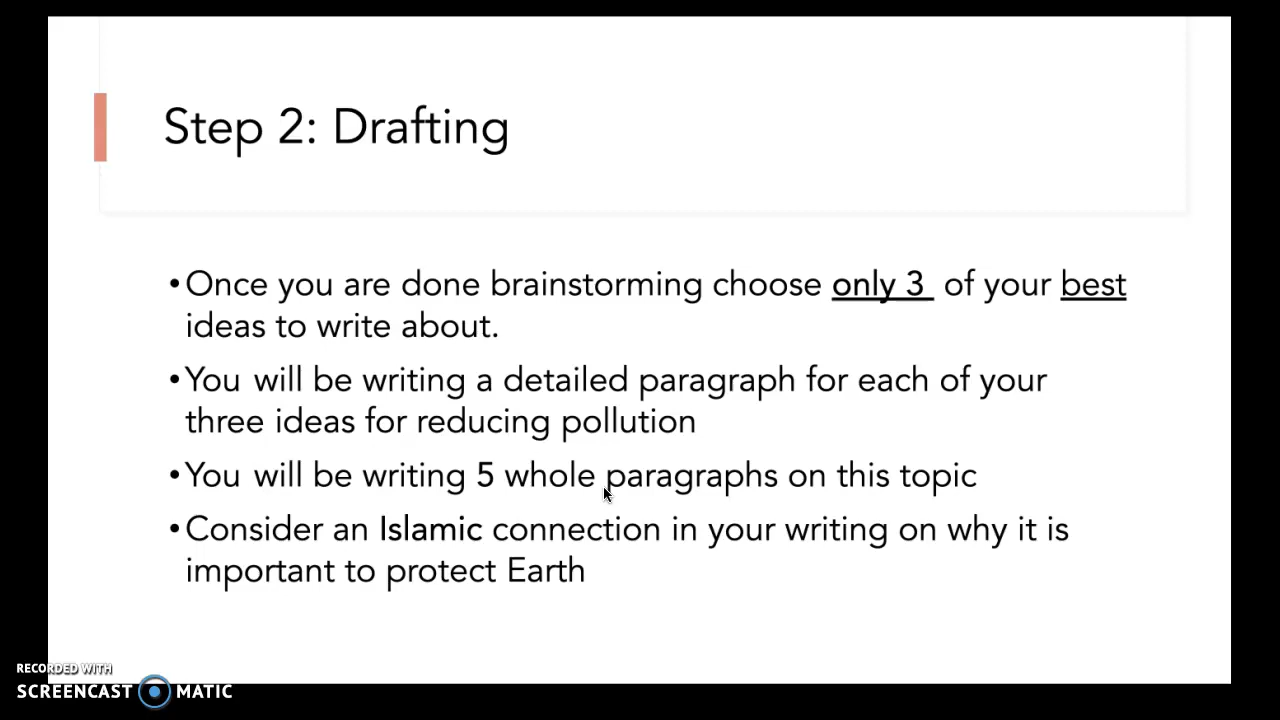 Step 2: Drafting
•Once you are done brainstorming choose only 3 of your best
ideas to write about.
•You will be writing a detailed paragraph for each of your
three ideas for reducing pollution
•You will be writing 5 whole paragraphs on this topic
•Consider an Islamic connection in your writing on why it is
important to protect Earth
RECORDED WITH
SCREENCAST MATIC